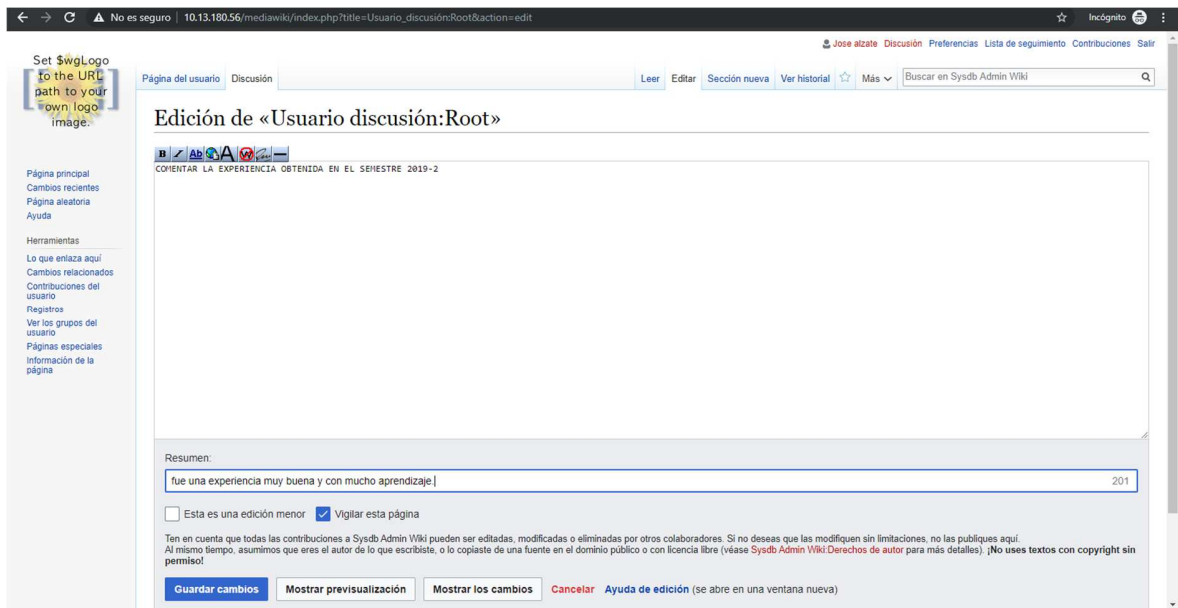 No es seguro | 10.13.180.56/mediawiki/index.php?title=Usuario_discusión:Root&action=edit
Incógnito
Jose alzate Discusión Preferencias Lista de seguimiento Contribuciones Salir
Set $wgLogo
to the URL
path to your
own logo
image.
Página del usuario Discusión
Leer Editar Sección nueva Ver historial Más Buscar en Sysdb Admin Wiki
Edición de «Usuario discusión:Root»
B I Ab A W
COMENTAR LA EXPERIENCIA OBTENIDA EN EL SEMESTRE 2019-2
Página principal
Cambios recientes
Página aleatoria
Ayuda
Herramientas
Lo que enlaza aquí
Cambios relacionados
Contribuciones del
usuario
Registros
Ver los grupos del
usuario
Páginas especiales
Información de la
página
Resumen:
fue una experiencia muy buena y con mucho aprendizaje. 201
Esta es una edición menor Vigilar esta página
Ten en cuenta que todas las contribuciones a Sysdb Admin Wiki pueden ser editadas, modificadas o eliminadas por otros colaboradores. Si no deseas que las modifiquen sin limitaciones, no las publiques aquí.
Al mismo tiempo, asumimos que eres el autor de lo que escribiste, o lo copiaste de una fuente en el dominio público o con licencia libre (véase Sysdb Admin Wiki:Derechos de autor para más detalles). ¡No uses textos con copyright sin
permiso!
Guardar cambios Mostrar previsualización Mostrar los cambios Cancelar Ayuda de edición (se abre en una ventana nueva)